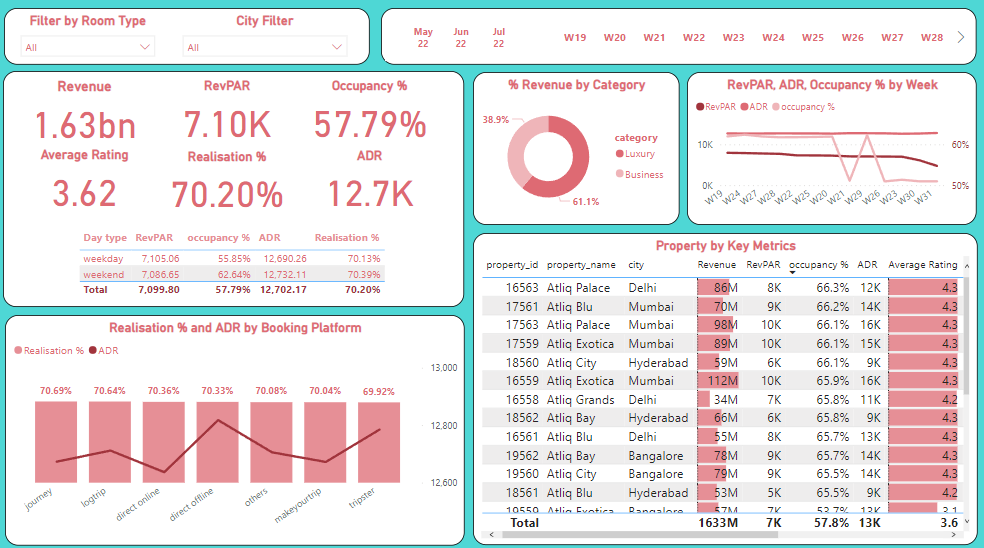 Filter by Room Type
All
City Filter
All
May 22 Jun 22 Jul 22 W19 W20 W21 W22 W23 W24 W25 W26 W27 W28
Revenue RevPAR Occupancy %
1.63bn 7.10K 57.79%
Average Rating Realisation % ADR
3.62 70.20% 12.7K
Day type RevPAR occupancy % ADR Realisation %
weekday 7,105.06 55.85% 12,690.26 70.13%
weekend 7,086.65 62.64% 12,732.11 70.39%
Total 7,099.80 57.79% 12,702.17 70.20%
% Revenue by Category
38.9%
61.1%
category
Luxury
Business
RevPAR, ADR, Occupancy % by Week
RevPAR ADR occupancy %
10K 60%
0K 50%
W19 W24 W27 W28 W22 W25 W20 W21 W29 W26 W23 W30 W31
Realisation % and ADR by Booking Platform
Realisation % ADR
13,000
70.69% 70.64% 70.36% 70.33% 70.08% 70.04% 69.92%
12,800
12,600
journey logtrip direct online direct offline others makeyourtrip tripster
Property by Key Metrics
property_id property_name city Revenue RevPAR occupancy % ADR Average Rating
16563 Atliq Palace Delhi 86M 8K 66.3% 12K 4.3
17561 Atliq Blu Mumbai 70M 9K 66.2% 14K 4.3
17563 Atliq Palace Mumbai 98M 10K 66.1% 16K 4.3
17559 Atliq Exotica Mumbai 89M 10K 66.1% 15K 4.3
18560 Atliq City Hyderabad 59M 6K 66.1% 9K 4.3
16559 Atliq Exotica Mumbai 112M 10K 65.9% 16K 4.3
16558 Atliq Grands Delhi 34M 7K 65.8% 11K 4.2
18562 Atliq Bay Hyderabad 66M 6K 65.8% 9K 4.3
16561 Atliq Blu Delhi 55M 8K 65.7% 13K 4.3
19562 Atliq Bay Bangalore 78M 9K 65.7% 14K 4.3
19560 Atliq City Bangalore 79M 9K 65.5% 14K 4.3
18561 Atliq Blu Hyderabad 53M 5K 65.5% 9K 4.2
19559 Atliq Exotica Bangalore 57M 7K 53.7% 13K 3.1
Total 1633M 7K 57.8% 13K 3.6